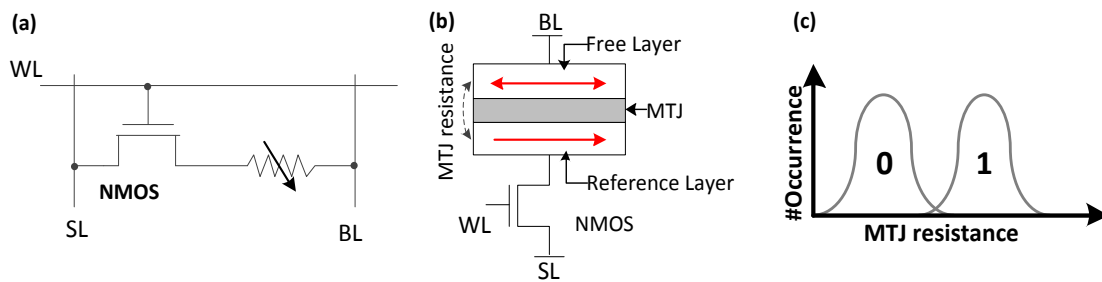 (a)
WL
NMOS
SL
BL
(b)
BL
Free Layer
MTJ resistance
MTJ
Reference Layer
WL
NMOS
SL
(c)
#Occurrence
0
1
MTJ resistance